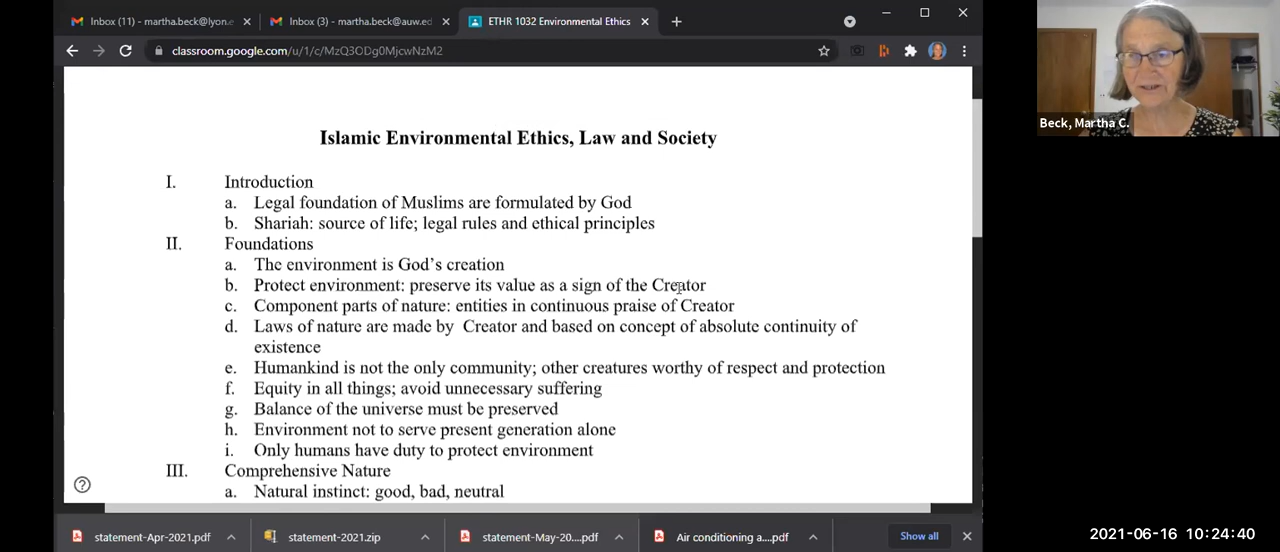 Inbox (11) - martha.beck@lyon.e
Inbox (3) - martha.beck@auw.ed
ETHR 1032 Environmental Ethics
classroom.google.com/u/1/c/MzQ3ODg0MjcwNzM2
Beck, Martha C.
Islamic Environmental Ethics, Law and Society
I. Introduction
a. Legal foundation of Muslims are formulated by God
b. Shariah: source of life; legal rules and ethical principles
II. Foundations
a. The environment is God's creation
b. Protect environment: preserve its value as a sign of the Creator
c. Component parts of nature: entities in continuous praise of Creator
d. Laws of nature are made by Creator and based on concept of absolute continuity of
existence
e. Humankind is not the only community; other creatures worthy of respect and protection
f. Equity in all things; avoid unnecessary suffering
g. Balance of the universe must be preserved
h. Environment not to serve present generation alone
i. Only humans have duty to protect environment
III. Comprehensive Nature
a. Natural instinct: good, bad, neutral
statement-Apr-2021.pdf
statement-2021.zip
statement-May-20....pdf
Air conditioning a....pdf
Show all
2021-06-16 10:24:40